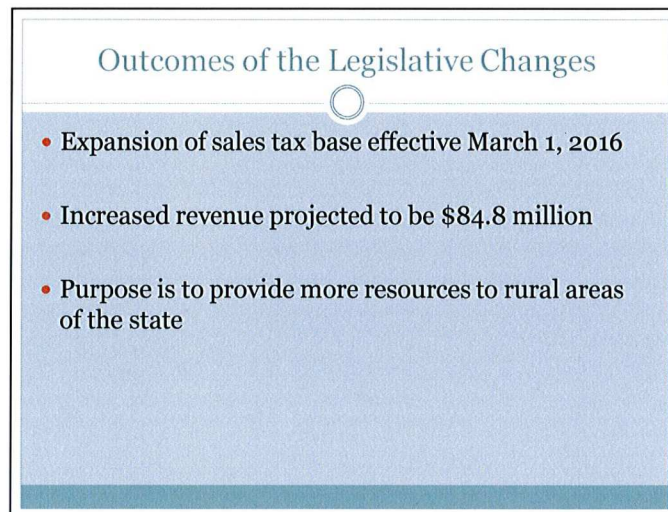 Outcomes of the Legislative Changes
• Expansion of sales tax base effective March 1, 2016
• Increased revenue projected to be $84.8 million
• Purpose is to provide more resources to rural areas
of the state